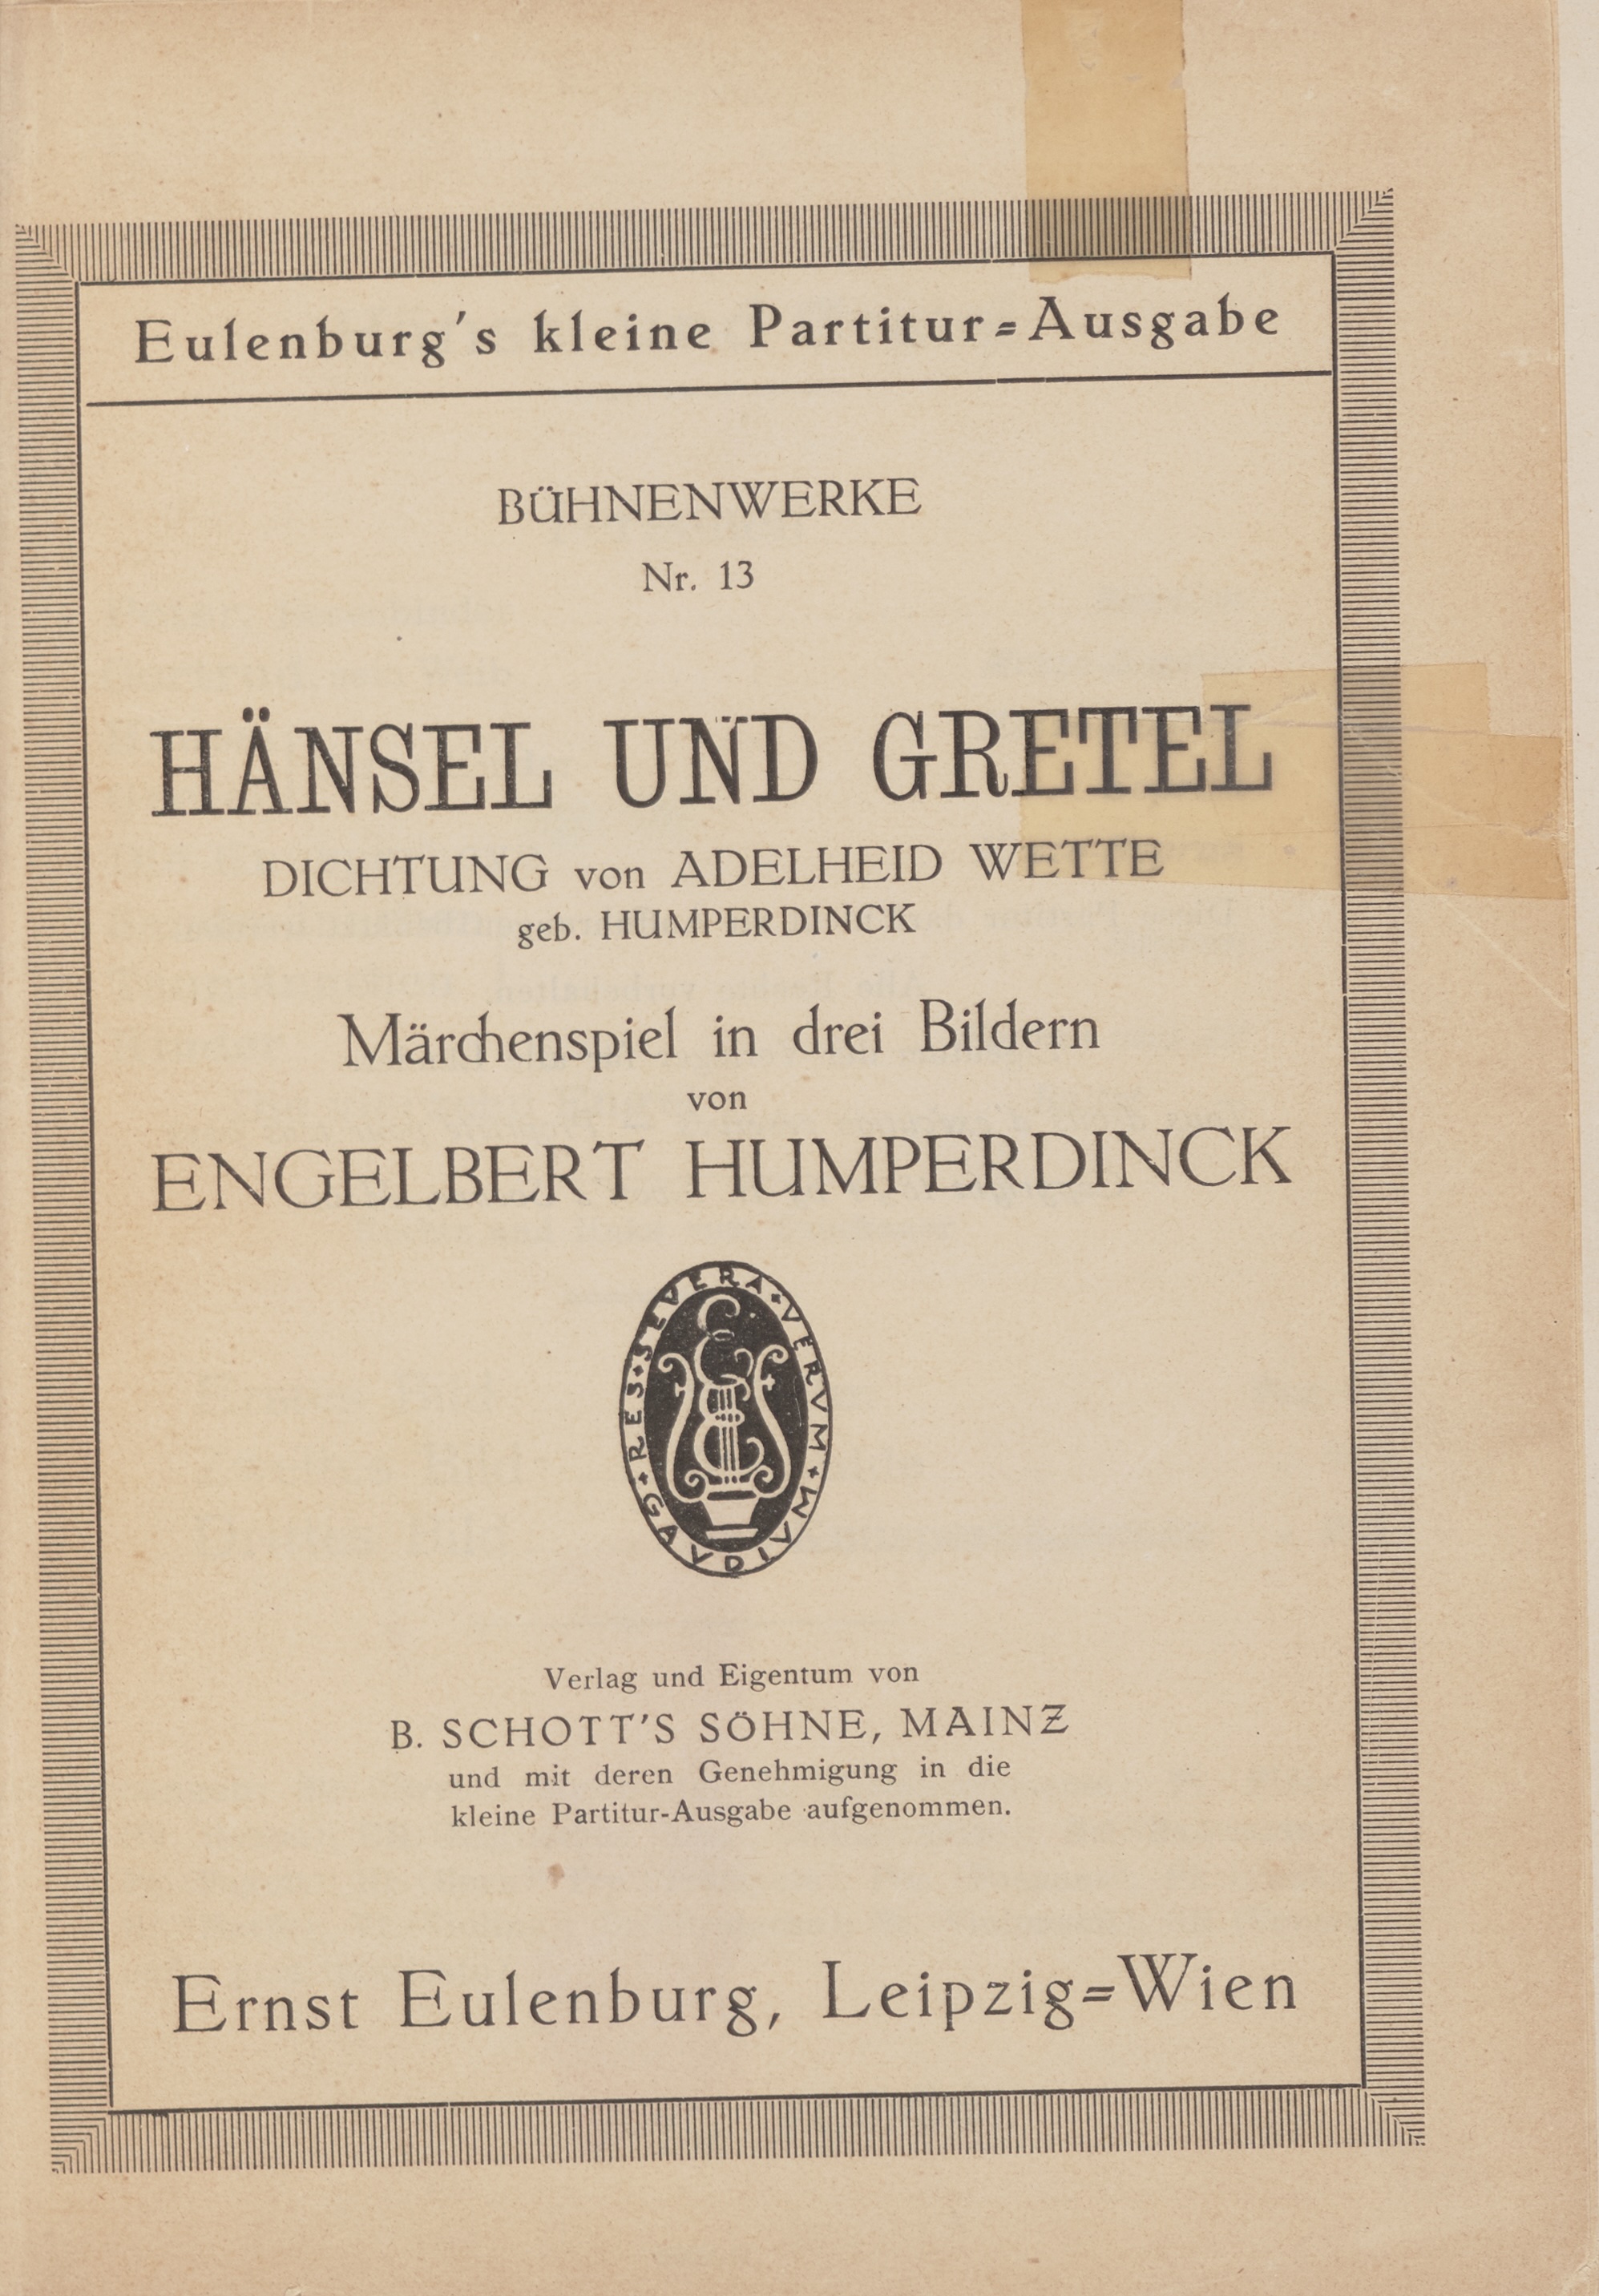 Eulenburg's kleine Partitur=Ausgabe
BÜHNENWERKE
Nr. 13
HÄNSEL UND GRETEL
DICHTUNG von ADELHEID WETTE
geb. HUMPERDINCK
Märchenspiel in drei Bildern
von
ENGELBERT HUMPERDINCK
RES SEVERA VERVM GAVDIVM
Verlag und Eigentum von
B. SCHOTT'S SÖHNE, MAINZ
und mit deren Genehmigung in die
kleine Partitur-Ausgabe aufgenommen.
Ernst Eulenburg, Leipzig=Wien